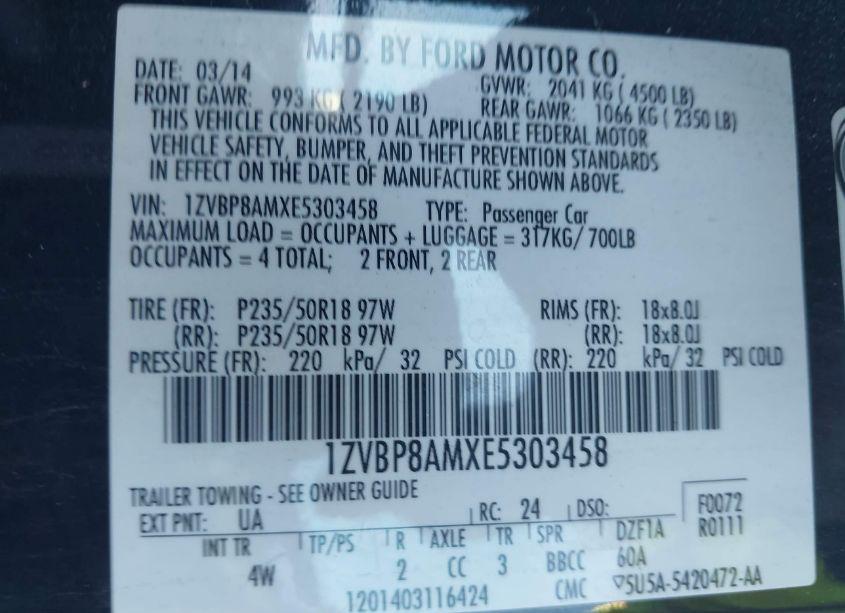 MFD. BY FORD MOTOR CO.
DATE: 03/14 GVWR: 2041 KG ( 4500 LB)
FRONT GAWR: 993 KG ( 2190 LB) REAR GAWR: 1066 KG ( 2350 LB)
THIS VEHICLE CONFORMS TO ALL APPLICABLE FEDERAL MOTOR
VEHICLE SAFETY, BUMPER, AND THEFT PREVENTION STANDARDS
IN EFFECT ON THE DATE OF MANUFACTURE SHOWN ABOVE.
VIN: 1ZVBP8AMXE5303458 TYPE: Passenger Car
MAXIMUM LOAD = OCCUPANTS + LUGGAGE = 317KG/ 700LB
OCCUPANTS = 4 TOTAL; 2 FRONT, 2 REAR
TIRE (FR): P235/50R18 97W RIMS (FR): 18x8.0J
(RR): P235/50R18 97W (RR): 18x8.0J
PRESSURE (FR): 220 kPa/ 32 PSI COLD (RR): 220 kPa/ 32 PSI COLD
1ZVBP8AMXE5303458
TRAILER TOWING - SEE OWNER GUIDE
EXT PNT: UA RC: 24 DSO: F0072
R0111
INT TR TP/PS R AXLE TR SPR DZF1A
4W 2 CC 3 BBCC 60A
1201403116424 CMC 5U5A-5420472-AA